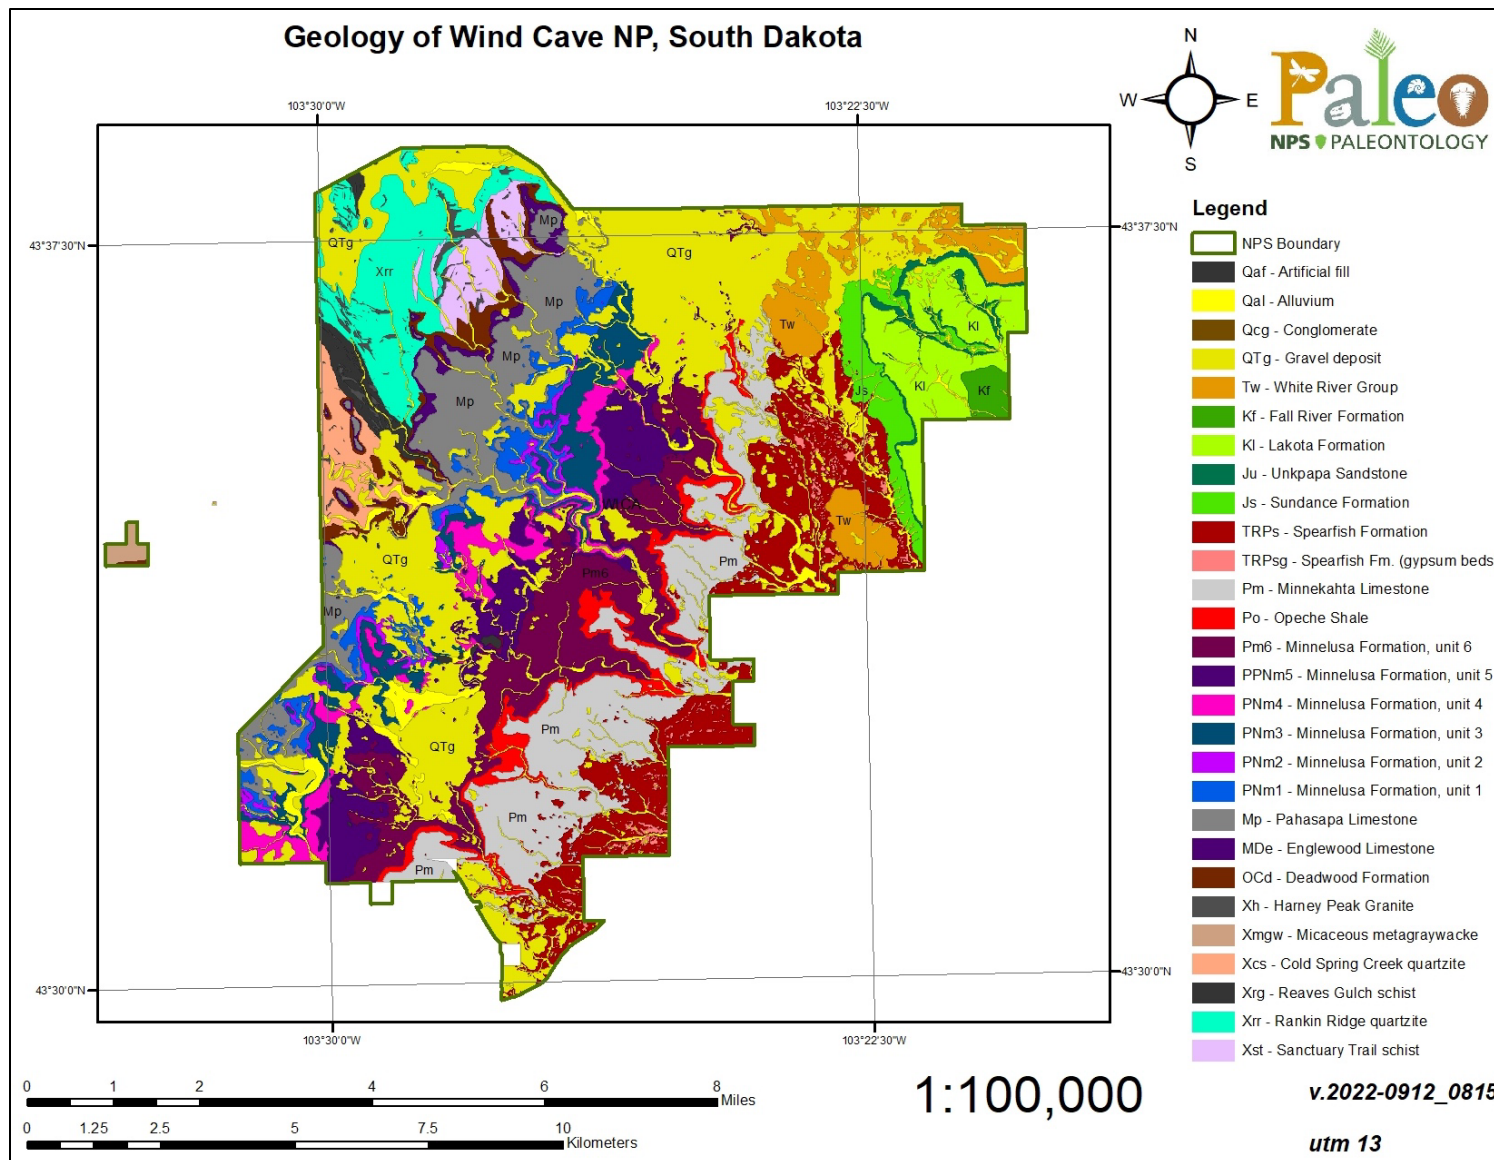 Geology of Wind Cave NP, South Dakota
N
W E
S
Paleo
NPS PALEONTOLOGY
103°30'0"W
103°22'30"W
43°37'30"N
43°37'30"N
QTg
Xrr
Mp
QTg
Mp
Mp
Mp
Tw
Kl
Kl
Kf
Js
Tw
QTg
Pm6
Pm
Mp
QTg
Pm
Pm
Pm
43°30'0"N
43°30'0"N
103°30'0"W
103°22'30"W
Legend
NPS Boundary
Qaf - Artificial fill
Qal - Alluvium
Qcg - Conglomerate
QTg - Gravel deposit
Tw - White River Group
Kf - Fall River Formation
Kl - Lakota Formation
Ju - Unkpapa Sandstone
Js - Sundance Formation
TRPs - Spearfish Formation
TRPsg - Spearfish Fm. (gypsum beds
Pm - Minnekahta Limestone
Po - Opeche Shale
Pm6 - Minnelusa Formation, unit 6
PPNm5 - Minnelusa Formation, unit 5
PNm4 - Minnelusa Formation, unit 4
PNm3 - Minnelusa Formation, unit 3
PNm2 - Minnelusa Formation, unit 2
PNm1 - Minnelusa Formation, unit 1
Mp - Pahasapa Limestone
MDe - Englewood Limestone
OCd - Deadwood Formation
Xh - Harney Peak Granite
Xmgw - Micaceous metagraywacke
Xcs - Cold Spring Creek quartzite
Xrg - Reaves Gulch schist
Xrr - Rankin Ridge quartzite
Xst - Sanctuary Trail schist
0 1 2 4 6 8
Miles
0 1.25 2.5 5 7.5 10
Kilometers
1:100,000
v.2022-0912_0815
utm 13